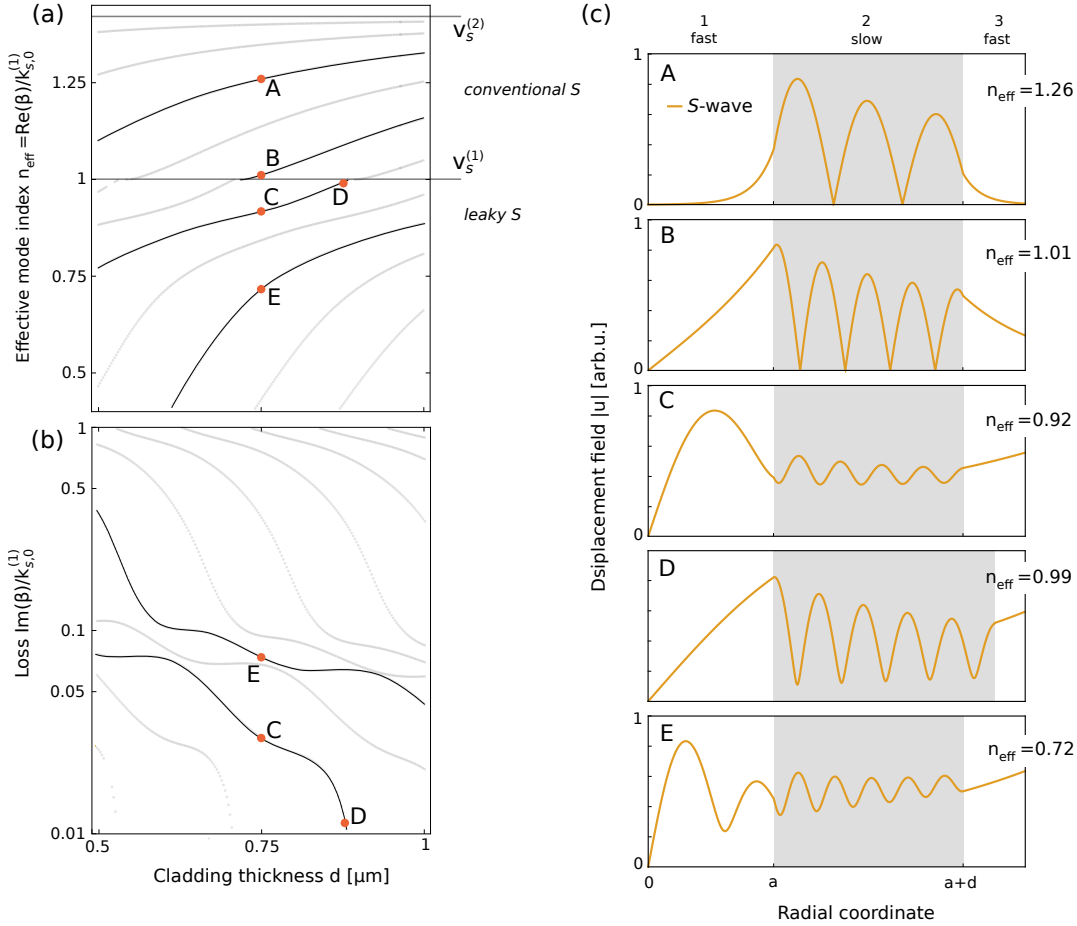 (a)
Effective mode index n_eff =Re(β)/k_s,0^(1)
1.25
1
0.75
0.5
A
B
C
D
E
v_s^(2)
conventional S
v_s^(1)
leaky S
(b)
Loss Im(β)/k_s,0^(1)
1
0.5
0.1
0.05
0.01
E
C
D
0.5
0.75
1
Cladding thickness d [μm]
(c)
1
2
3
fast
slow
fast
Dsiplacement field |u| [arb.u.]
1
0
A
S-wave
n_eff =1.26
1
0
B
n_eff =1.01
1
0
C
n_eff =0.92
1
D
n_eff =0.99
1
0
E
n_eff =0.72
0
a
a+d
Radial coordinate